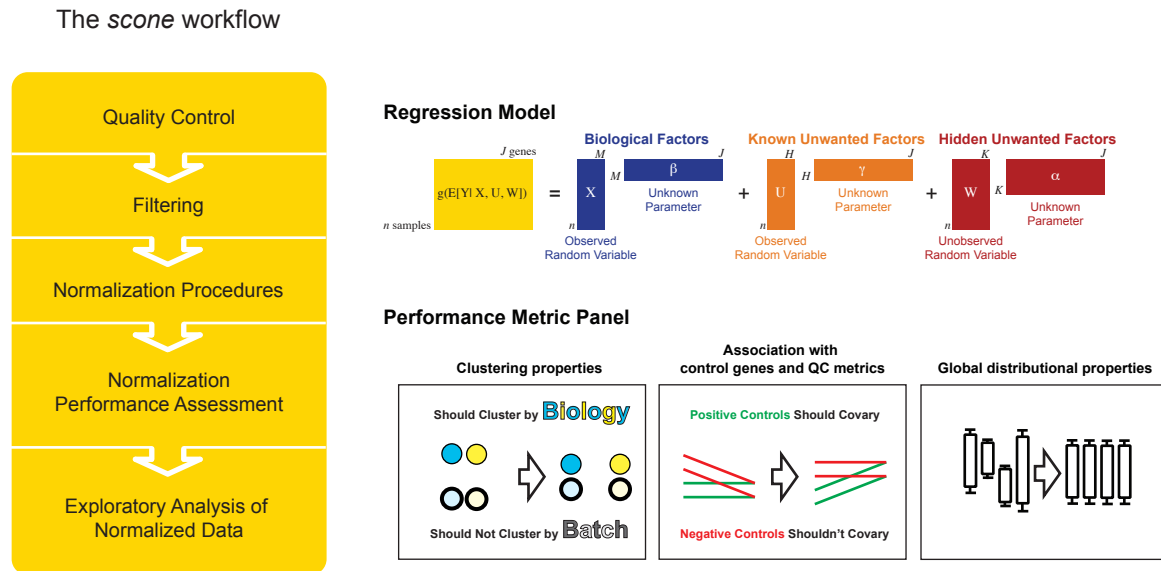 The scone workflow
Quality Control
Filtering
Normalization Procedures
Normalization
Performance Assessment
Exploratory Analysis of
Normalized Data
Regression Model
Biological Factors
Known Unwanted Factors
Hidden Unwanted Factors
J genes
n samples
g(E[Y| X, U, W])
=
M
n
X
Observed
Random Variable
M
J
β
Unknown
Parameter
+
H
n
U
Observed
Random Variable
H
J
γ
Unknown
Parameter
+
K
n
W
Unobserved
Random Variable
K
J
α
Unknown
Parameter
Performance Metric Panel
Clustering properties
Should Cluster by Biology
Should Not Cluster by Batch
Association with
control genes and QC metrics
Positive Controls Should Covary
Negative Controls Shouldn't Covary
Global distributional properties